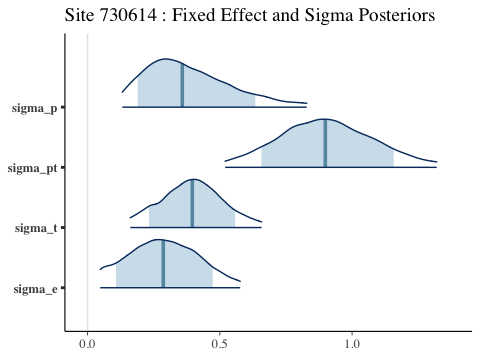 Site 730614 : Fixed Effect and Sigma Posteriors
sigma_p
sigma_pt
sigma_t
sigma_e
0.0 0.5 1.0